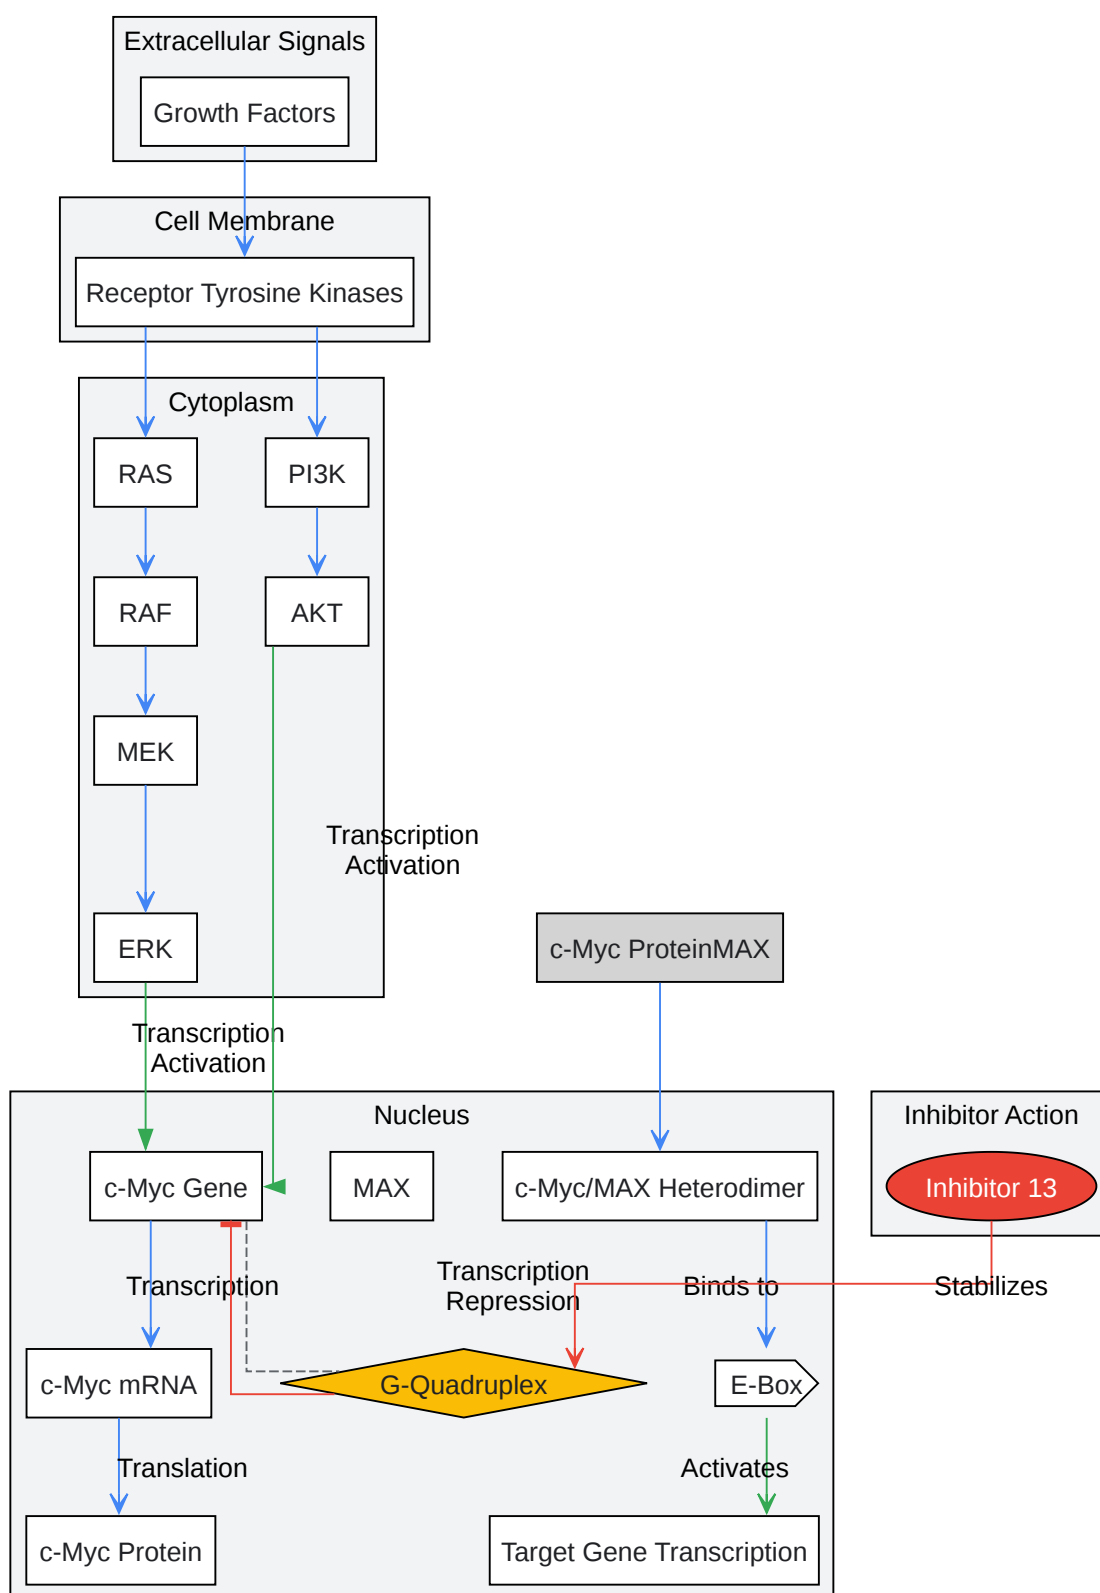 Extracellular Signals
Growth Factors
Cell Membrane
Receptor Tyrosine Kinases
Cytoplasm
RAS
PI3K
RAF
AKT
MEK
Transcription
Activation
ERK
c-Myc ProteinMAX
Transcription
Activation
Nucleus
Inhibitor Action
c-Myc Gene
MAX
c-Myc/MAX Heterodimer
Inhibitor 13
Transcription
Transcription
Repression
Binds to
Stabilizes
c-Myc mRNA
G-Quadruplex
E-Box
Translation
Activates
c-Myc Protein
Target Gene Transcription